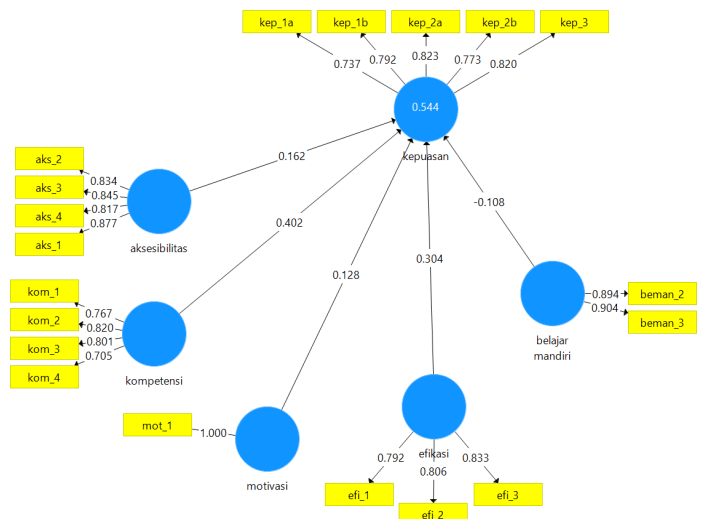 kep_1a
kep_1b
kep_2a
kep_2b
kep_3
0.737
0.792
0.823
0.773
0.820
0.544
kepuasan
aks_2
aks_3
aks_4
aks_1
0.834
0.845
0.817
0.877
aksesibilitas
0.162
0.402
0.128
0.304
-0.108
kom_1
kom_2
kom_3
kom_4
0.767
0.820
0.801
0.705
kompetensi
beman_2
beman_3
0.894
0.904
belajar
mandiri
mot_1
1.000
motivasi
efikasi
0.792
0.806
0.833
efi_1
efi_2
efi_3